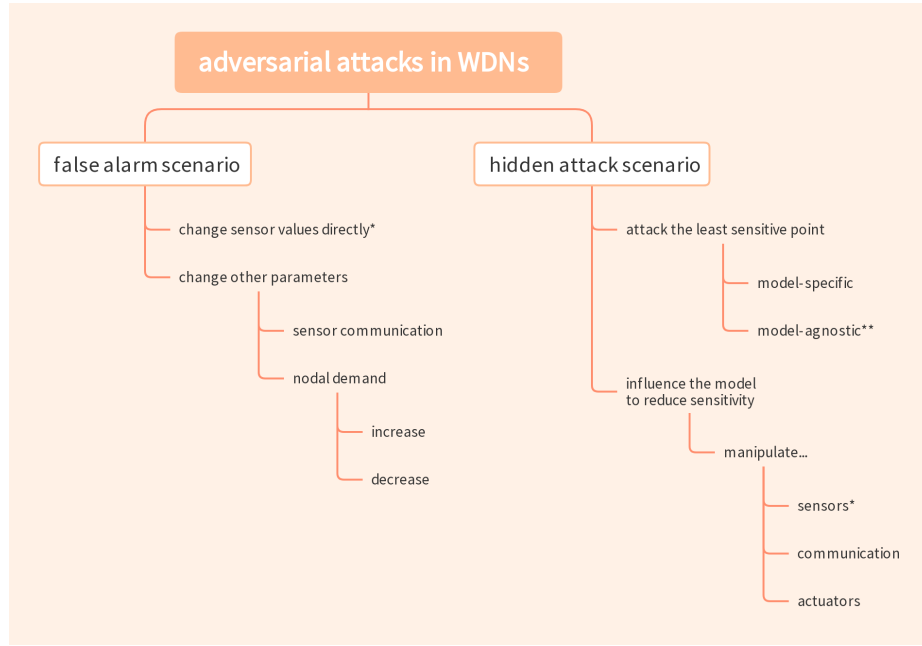 adversarial attacks in WDNs
false alarm scenario
change sensor values directly*
change other parameters
sensor communication
nodal demand
increase
decrease
hidden attack scenario
attack the least sensitive point
model-specific
model-agnostic**
influence the model
to reduce sensitivity
manipulate...
sensors*
communication
actuators